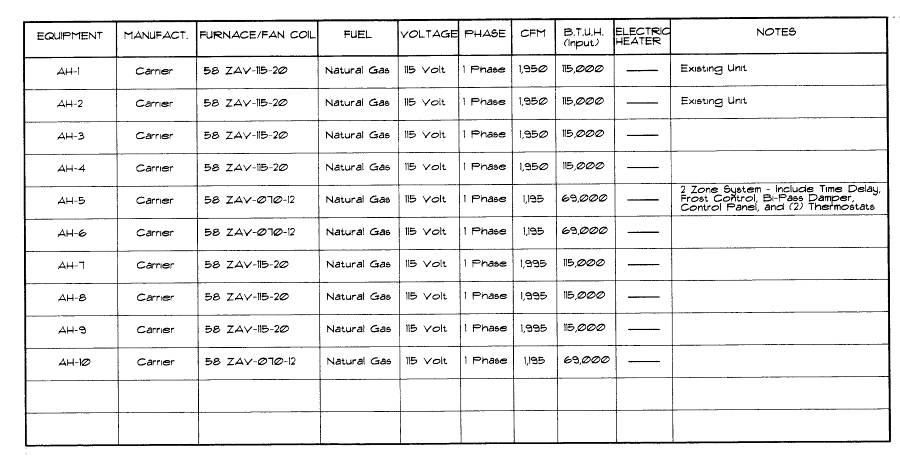 EQUIPMENT MANUFACT. FURNACE/FAN COIL FUEL VOLTAGE PHASE CFM B.T.U.H. (Input) ELECTRIC HEATER NOTES
AH-1 Carrier 58 ZAV-115-20 Natural Gas 115 Volt 1 Phase 1,950 115,000 —— Existing Unit
AH-2 Carrier 58 ZAV-115-20 Natural Gas 115 Volt 1 Phase 1,950 115,000 —— Existing Unit
AH-3 Carrier 58 ZAV-115-20 Natural Gas 115 Volt 1 Phase 1,950 115,000 ——
AH-4 Carrier 58 ZAV-115-20 Natural Gas 115 Volt 1 Phase 1,950 115,000 ——
AH-5 Carrier 58 ZAV-070-12 Natural Gas 115 Volt 1 Phase 1,195 69,000 —— 2 Zone System - Include Time Delay,
Frost Control, Bi-Pass Damper,
Control Panel, and (2) Thermostats
AH-6 Carrier 58 ZAV-070-12 Natural Gas 115 Volt 1 Phase 1,195 69,000 ——
AH-7 Carrier 58 ZAV-115-20 Natural Gas 115 Volt 1 Phase 1,995 115,000 ——
AH-8 Carrier 58 ZAV-115-20 Natural Gas 115 Volt 1 Phase 1,995 115,000 ——
AH-9 Carrier 58 ZAV-115-20 Natural Gas 115 Volt 1 Phase 1,995 115,000 ——
AH-10 Carrier 58 ZAV-070-12 Natural Gas 115 Volt 1 Phase 1,195 69,000 ——